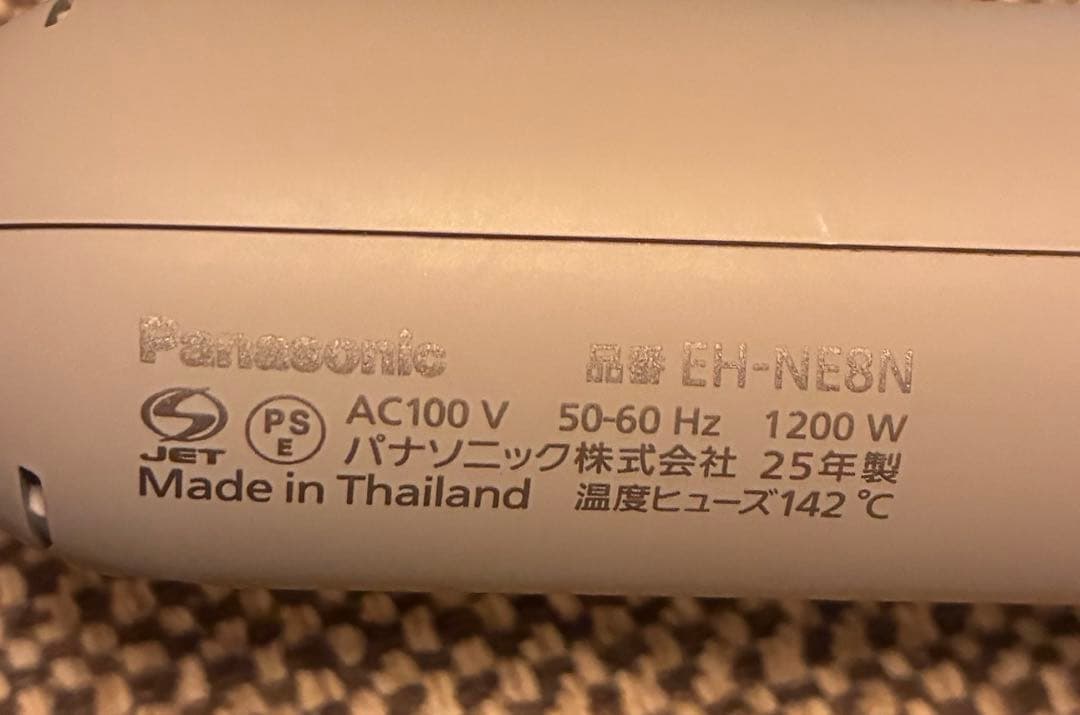 Panasonic 品番 EH-NE8N
JET PSE AC100 V 50-60 Hz 1200 W
パナソニック株式会社 25年製
Made in Thailand 温度ヒューズ142 ℃